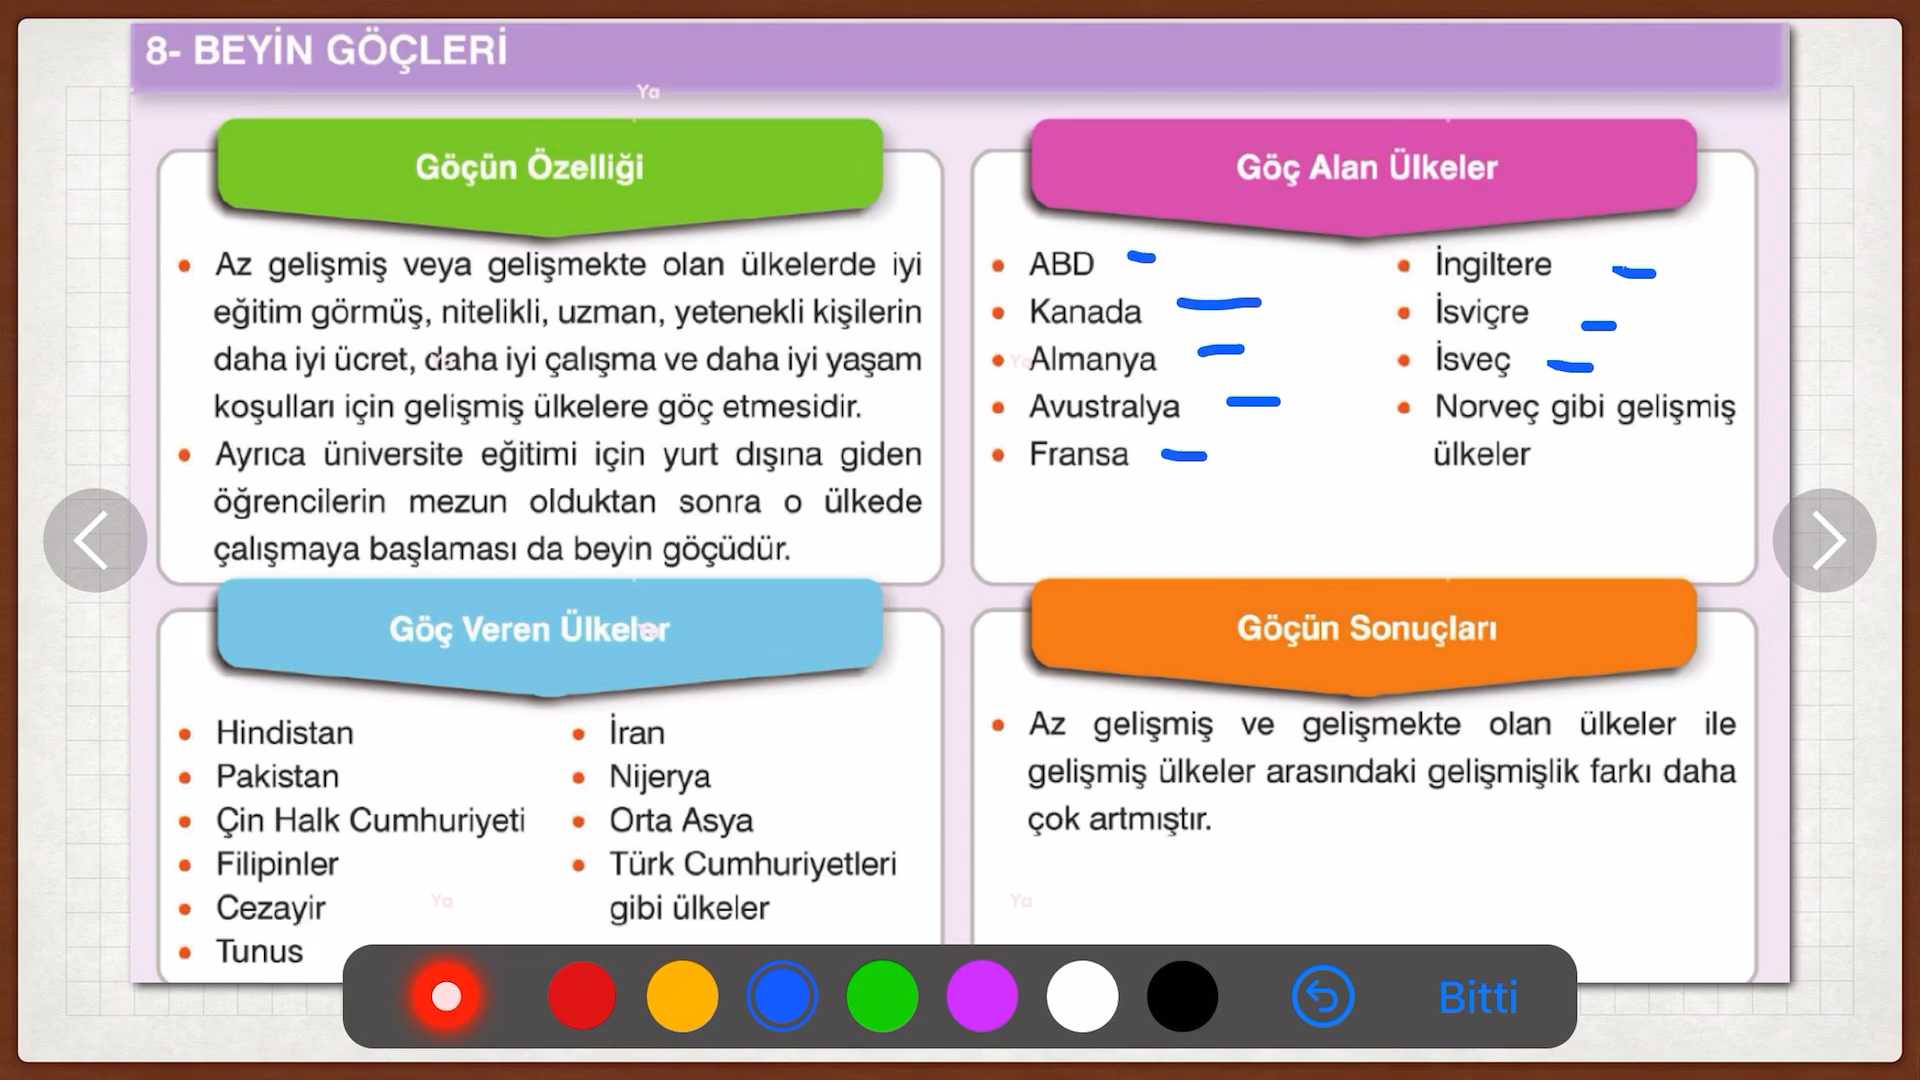 8- BEYİN GÖÇLERİ
Ya
Göçün Özelliği
Az gelişmiş veya gelişmekte olan ülkelerde iyi
eğitim görmüş, nitelikli, uzman, yetenekli kişilerin
daha iyi ücret, daha iyi çalışma ve daha iyi yaşam
koşulları için gelişmiş ülkelere göç etmesidir.
Ayrıca üniversite eğitimi için yurt dışına giden
öğrencilerin mezun olduktan sonra o ülkede
çalışmaya başlaması da beyin göçüdür.
Göç Alan Ülkeler
ABD
Kanada
Ya
Almanya
Avustralya
Fransa
İngiltere
İsviçre
İsveç
Norveç gibi gelişmiş
ülkeler
Göç Veren Ülkeler
Hindistan
Pakistan
Çin Halk Cumhuriyeti
Filipinler
Cezayir
Tunus
İran
Nijerya
Orta Asya
Türk Cumhuriyetleri
gibi ülkeler
Ya
Göçün Sonuçları
Az gelişmiş ve gelişmekte olan ülkeler ile
gelişmiş ülkeler arasındaki gelişmişlik farkı daha
çok artmıştır.
Ya
Bitti